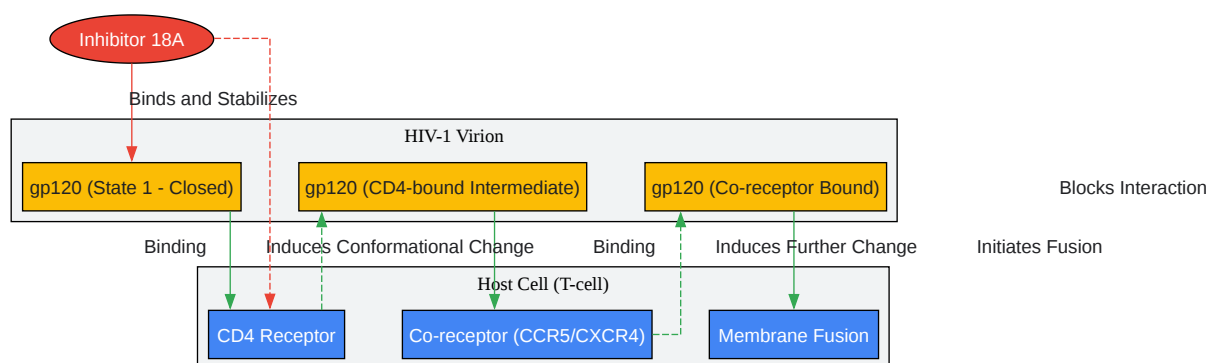 Inhibitor 18A
Binds and Stabilizes
HIV-1 Virion
gp120 (State 1 - Closed)
gp120 (CD4-bound Intermediate)
gp120 (Co-receptor Bound)
Blocks Interaction
Binding
Induces Conformational Change
Binding
Induces Further Change
Initiates Fusion
Host Cell (T-cell)
CD4 Receptor
Co-receptor (CCR5/CXCR4)
Membrane Fusion